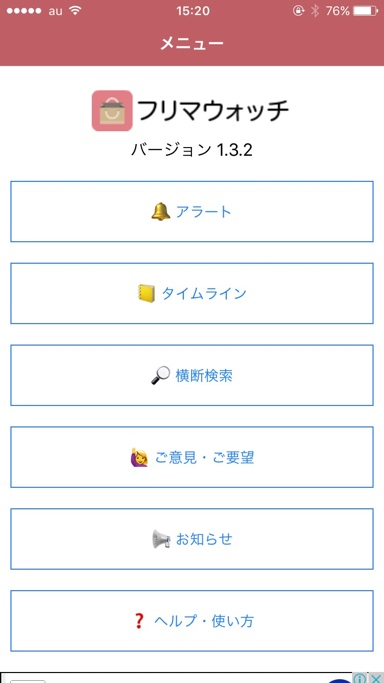 au 15:20 76%
メニュー
フリマウォッチ
バージョン 1.3.2
アラート
タイムライン
横断検索
ご意見・ご要望
お知らせ
ヘルプ・使い方